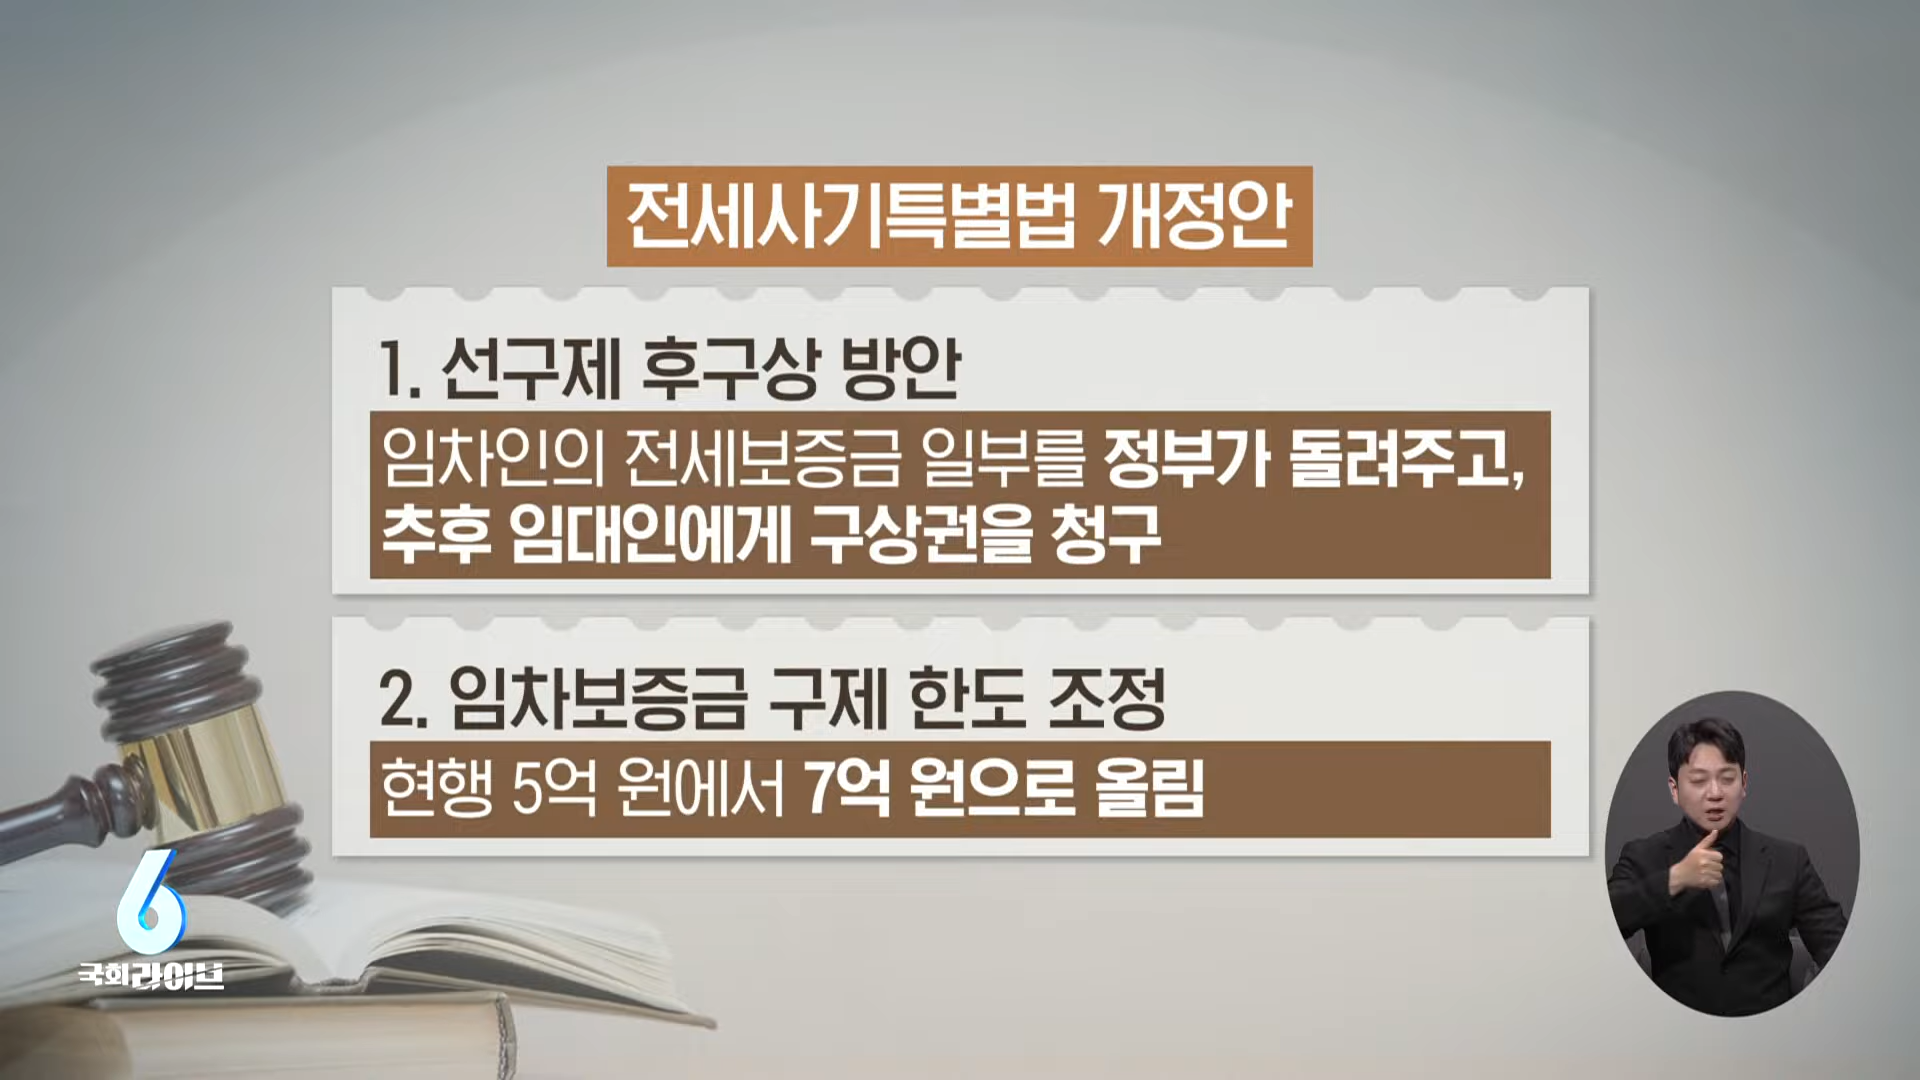 전세사기특별법 개정안
1. 선구제 후구상 방안
임차인의 전세보증금 일부를 정부가 돌려주고,
추후 임대인에게 구상권을 청구
2. 임차보증금 구제 한도 조정
현행 5억 원에서 7억 원으로 올림
6
국회라이브